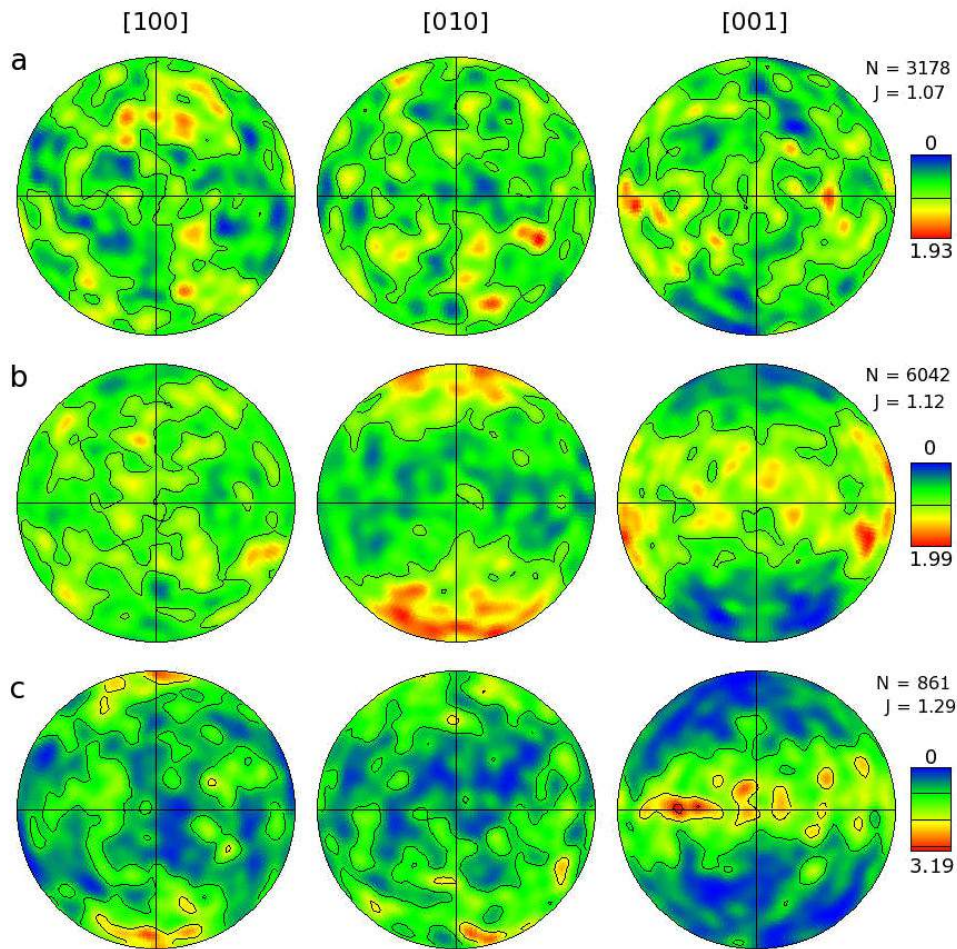 [100] [010] [001]
a
N = 3178
J = 1.07
0
1.93
b
N = 6042
J = 1.12
0
1.99
c
N = 861
J = 1.29
0
3.19